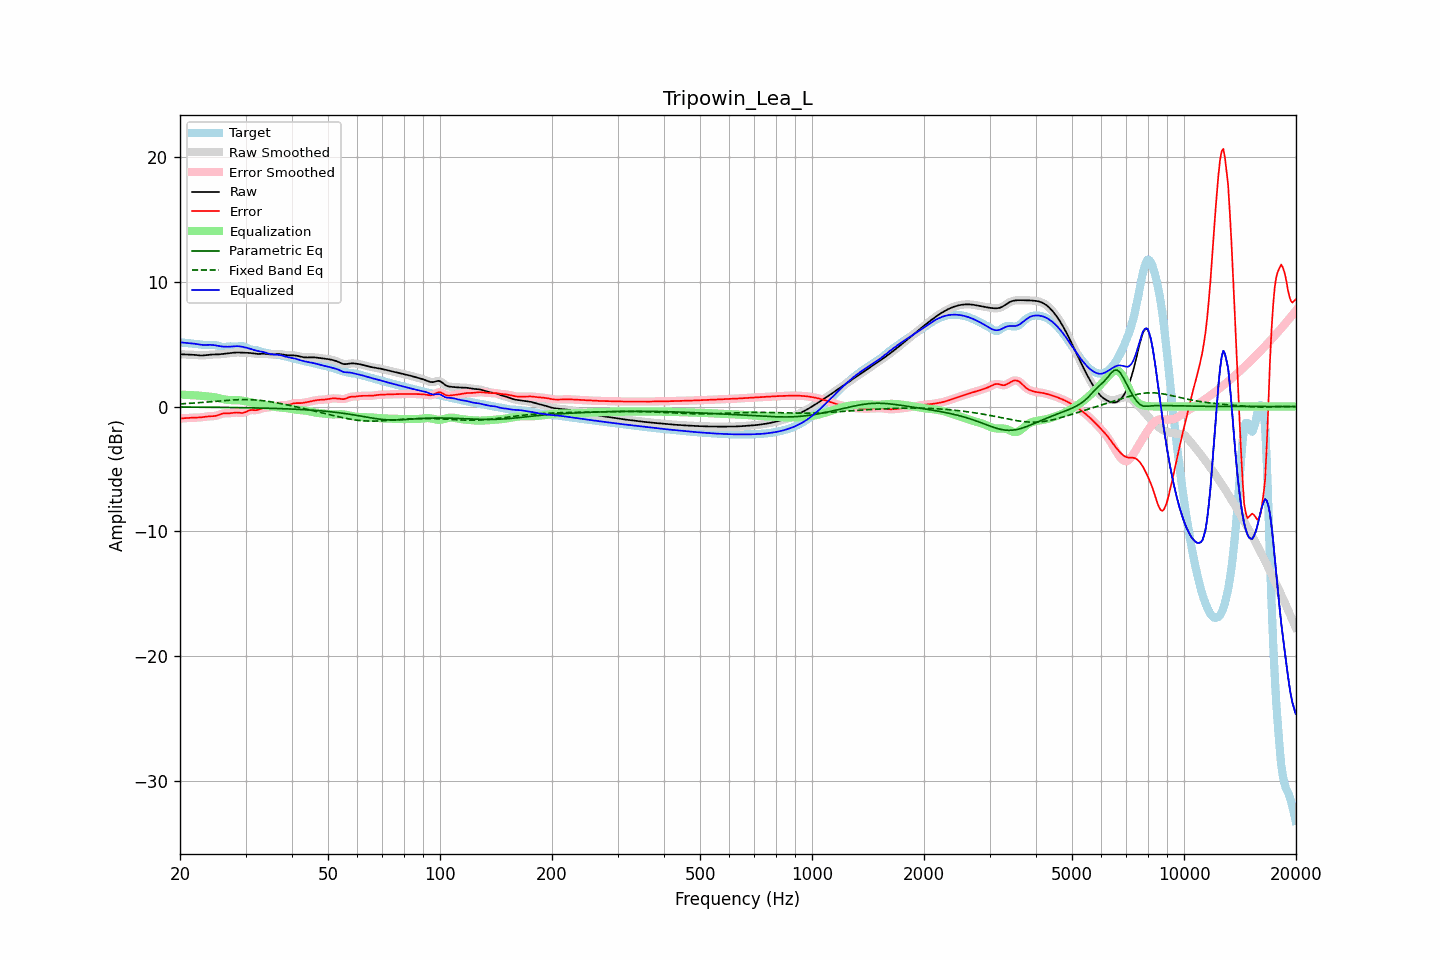 Tripowin_Lea_L
Target
Raw Smoothed
Error Smoothed
Raw
Error
Equalization
Parametric Eq
Fixed Band Eq
Equalized
Amplitude (dBr)
20
10
0
−10
−20
−30
20 50 100 200 500 1000 2000 5000 10000 20000
Frequency (Hz)